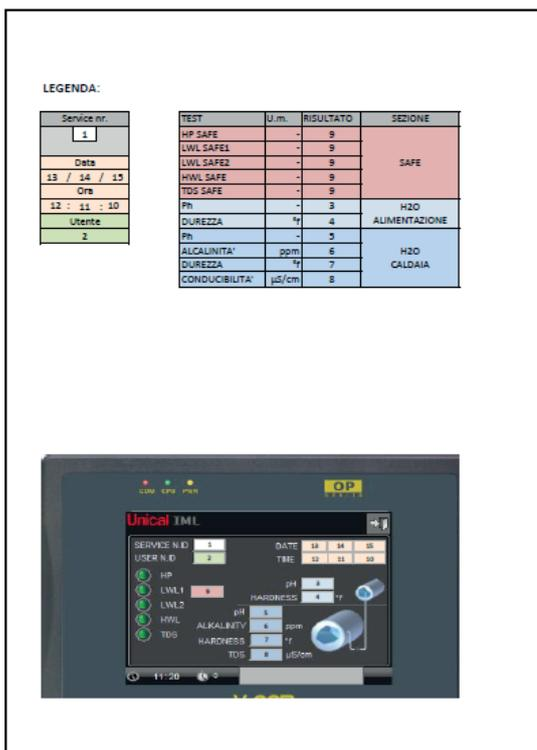 LEGENDA:
Service nr.
1
Data
13 / 14 / 15
Ora
12 : 11 : 10
Utente
2
TEST U.m. RISULTATO SEZIONE
HP SAFE - 9
LWL SAFE1 - 9
LWL SAFE2 - 9 SAFE
HWL SAFE - 9
TDS SAFE - 9
Ph - 3 H2O
DUREZZA °f 4 ALIMENTAZIONE
Ph - 5
ALCALINITA' ppm 6 H2O
DUREZZA °f 7 CALDAIA
CONDUCIBILITA' µS/cm 8
COM CPU PWR
OP
Unical IML
SERVICE N.ID 1 DATE 13 14 15
USER N.ID 2 TIME 12 11 10
HP
LWL1 9
LWL2
HWL
TDS
pH 3
HARDNESS 4 °f
pH 5
ALKALINITY 6 ppm
HARDNESS 7 °f
TDS 8 µS/cm
11:20 0